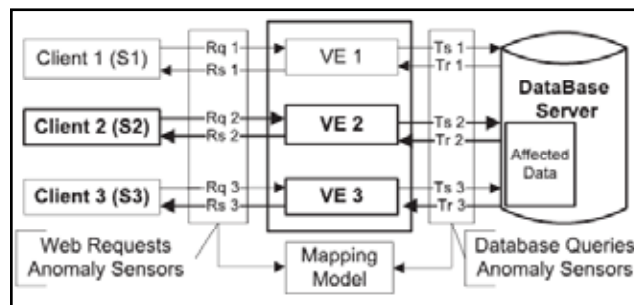 Client 1 (S1)
Rq 1
Rs 1
VE 1
Ts 1
Tr 1
DataBase
Server
Client 2 (S2)
Rq 2
Rs 2
VE 2
Ts 2
Tr 2
Affected
Data
Client 3 (S3)
Rq 3
Rs 3
VE 3
Ts 3
Tr 3
Web Requests
Anomaly Sensors
Mapping
Model
Database Queries
Anomaly Sensors